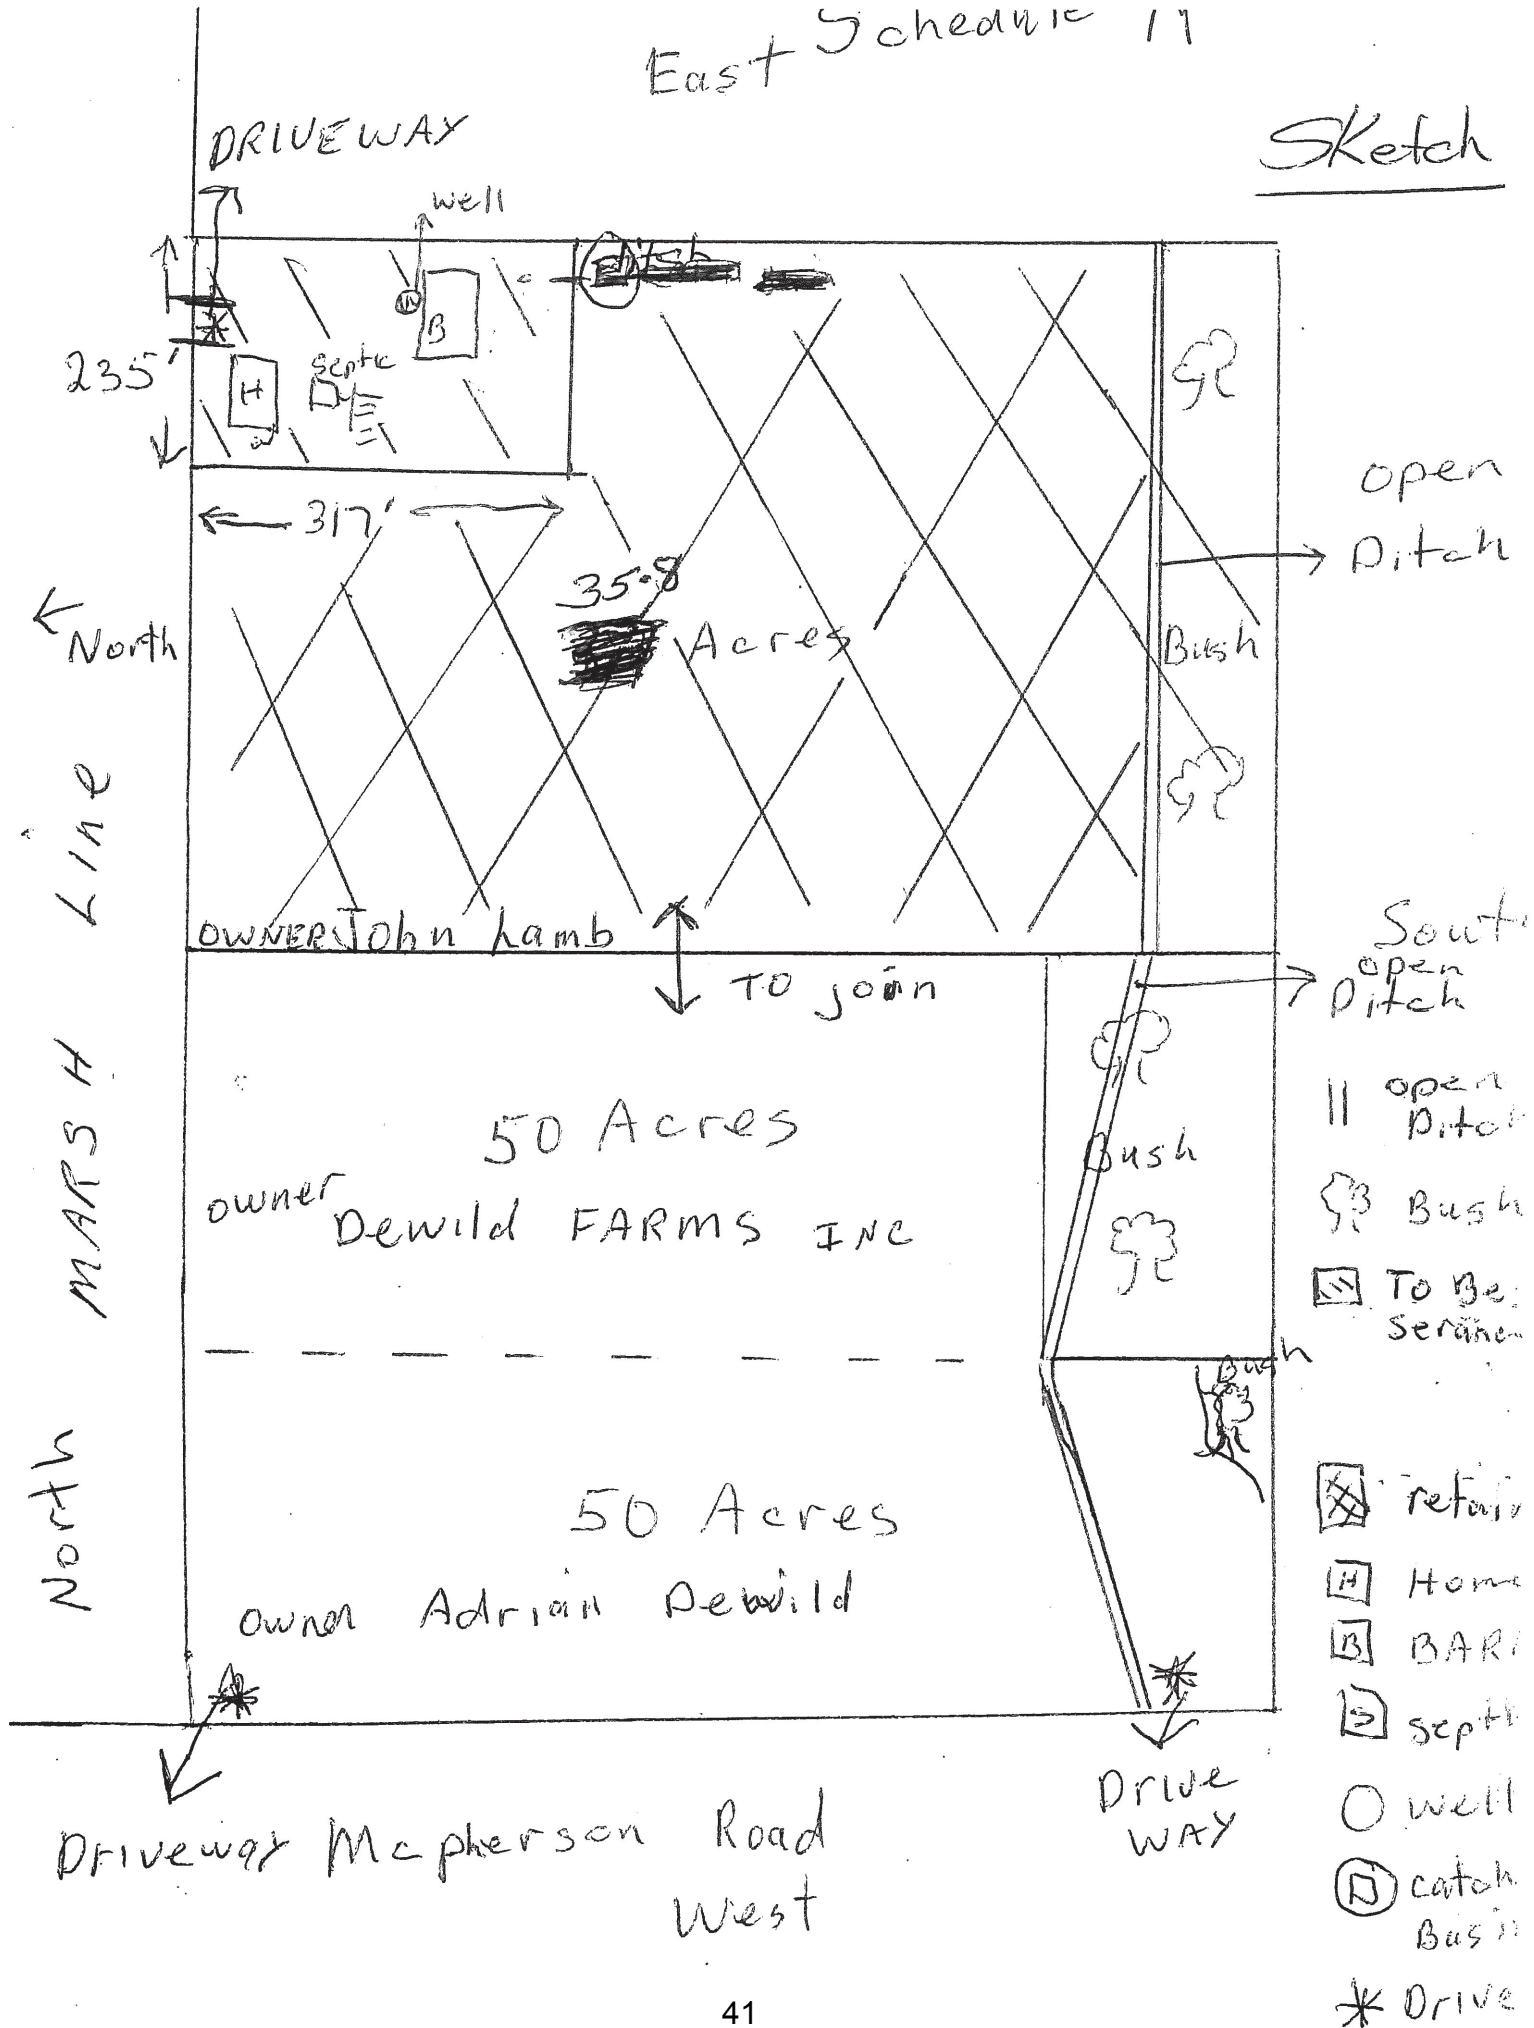 East Schedule
Sketch
DRIVEWAY
well
W
B
235'
Septic
H
317'
35.8
Acres
North
open
Ditch
Bush
OWNER John Lamb
TO join
open
Ditch
50 Acres
owner
Dewild FARMS INC
Bush
North MARSH Line
Bush
50 Acres
owner Adrian Dewild
Driveway Mcpherson Road
West
Drive
WAY
open
Bush
To Be
H
B BAR
well
catch
Drive
41